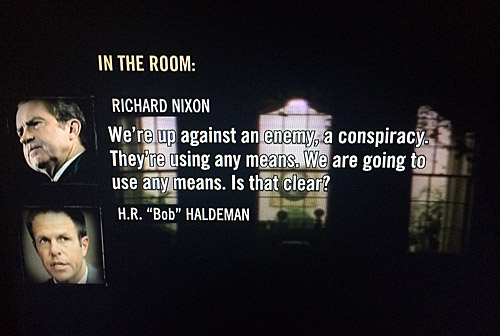 IN THE ROOM:
RICHARD NIXON
We're up against an enemy, a conspiracy.
They're using any means. We are going to
use any means. Is that clear?
H.R. "Bob" HALDEMAN